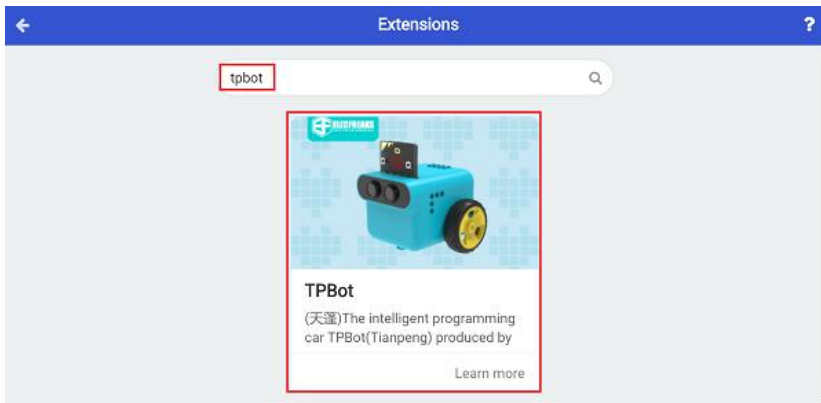 Extensions
?
tpbot
ELECFREAKS
TPBot
(天蓬)The intelligent programming
car TPBot(Tianpeng) produced by
Learn more